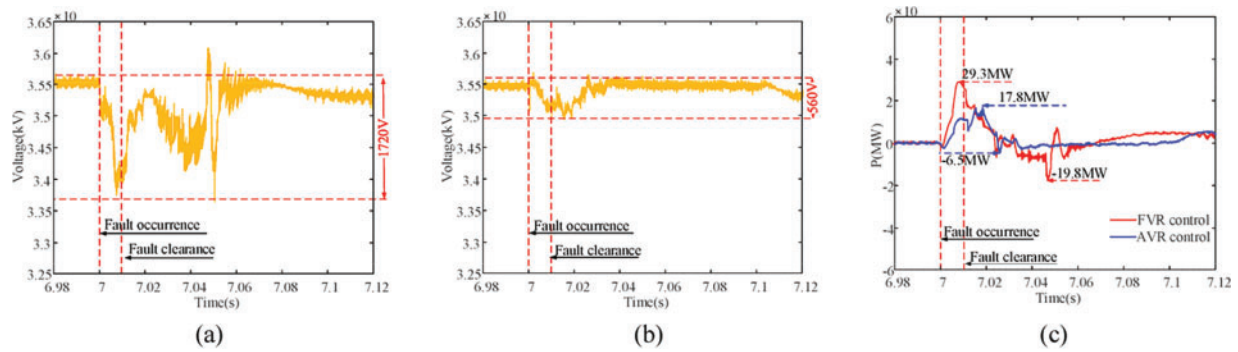 ×10
3.65
3.6
3.55
3.5
3.45
3.4
3.35
3.3
3.25
Voltage(kV)
-1720V
Fault occurrence
Fault clearance
6.98 7 7.02 7.04 7.06 7.08 7.1 7.12
Time(s)
(a)
×10
3.65
3.6
3.55
3.5
3.45
3.4
3.35
3.3
3.25
Voltage(kV)
-560V
Fault occurrence
Fault clearance
6.98 7 7.02 7.04 7.06 7.08 7.1 7.12
Time(s)
(b)
×10
6
4
2
0
-2
-4
-6
P(MW)
29.3MW
17.8MW
-6.5MW
-19.8MW
FVR control
AVR control
Fault occurrence
Fault clearance
6.98 7 7.02 7.04 7.06 7.08 7.1 7.12
Time(s)
(c)